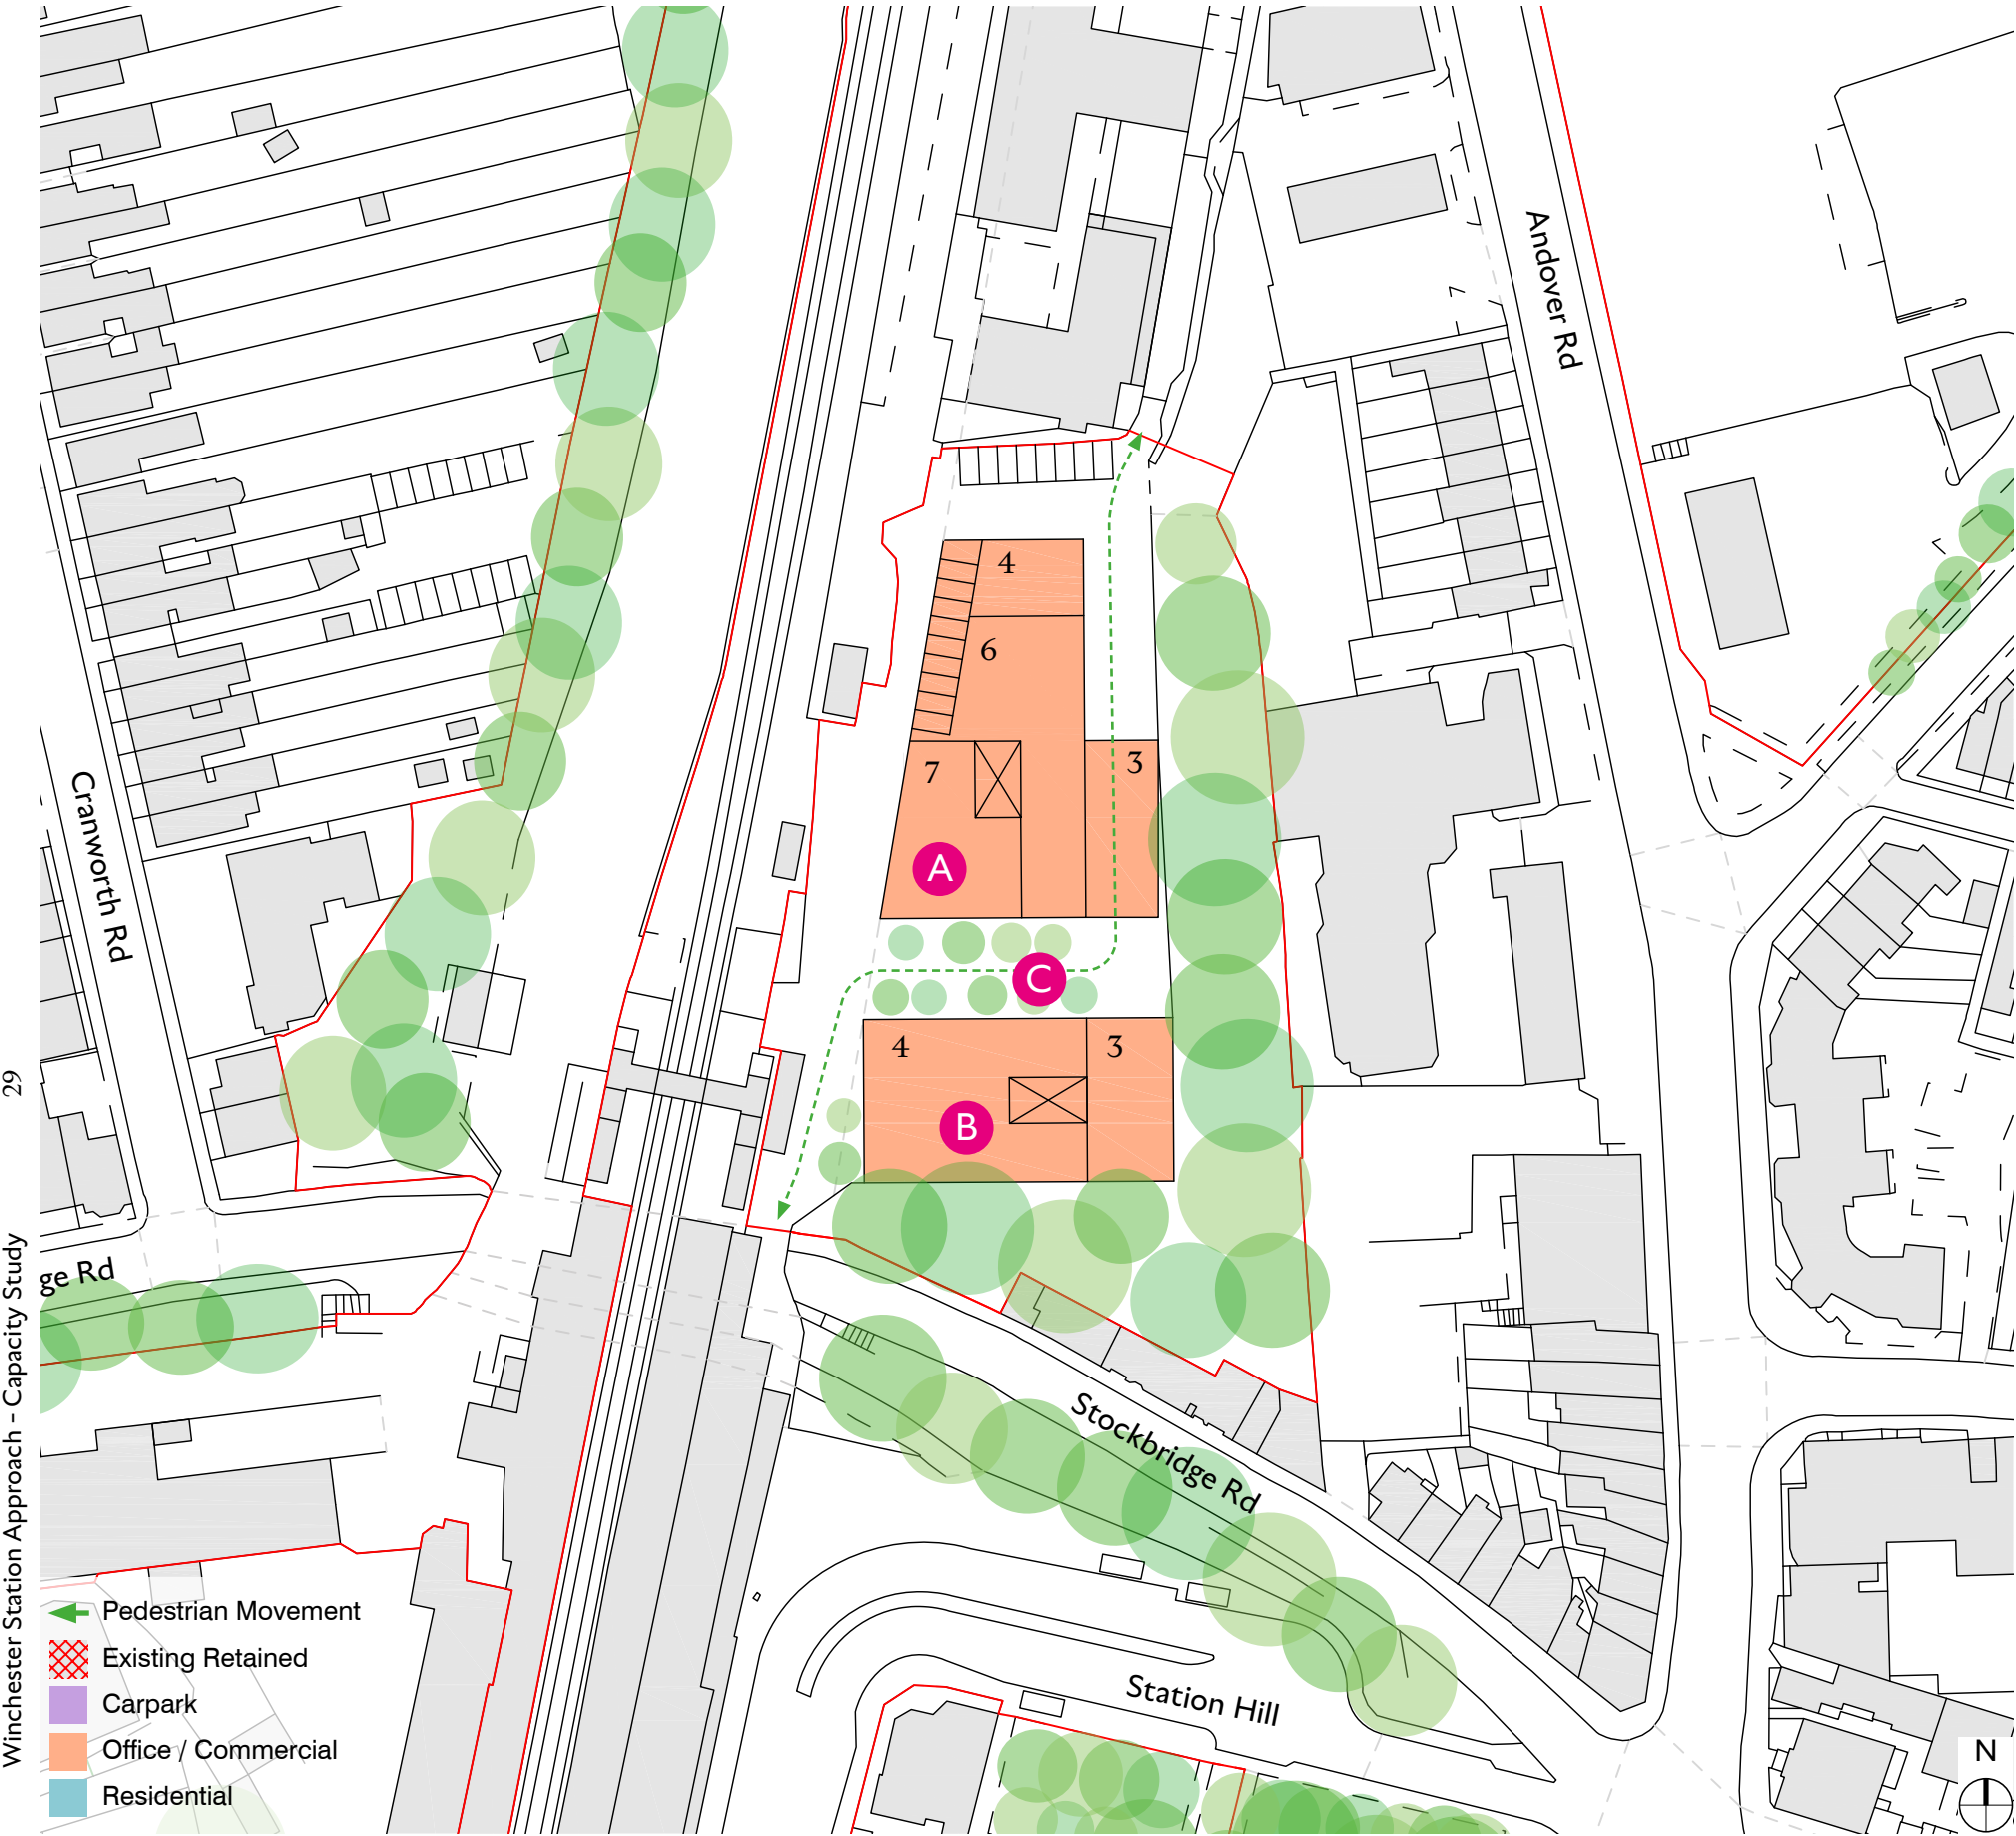 Andover Rd
4
6
7
3
A
Cranworth Rd
C
4
3
B
29
ge Rd
Winchester Station Approach - Capacity Study
Stockbridge Rd
Station Hill
Pedestrian Movement
Existing Retained
Carpark
Office / Commercial
Residential
N